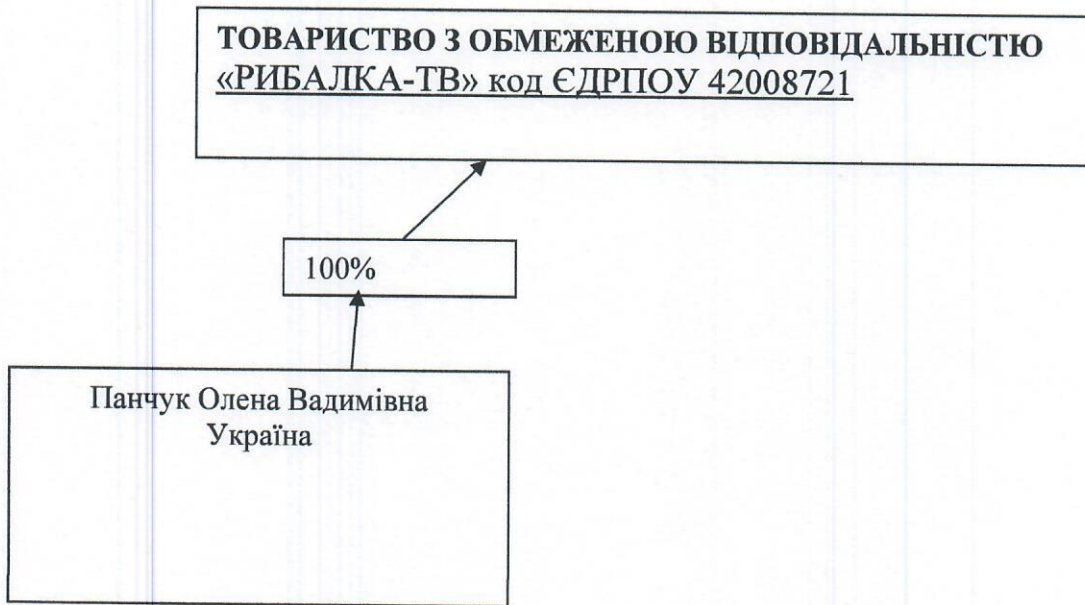 ТОВАРИСТВО З ОБМЕЖЕНОЮ ВІДПОВІДАЛЬНІСТЮ
«РИБАЛКА-ТВ» код ЄДРПОУ 42008721
100%
Панчук Олена Вадимівна
Україна